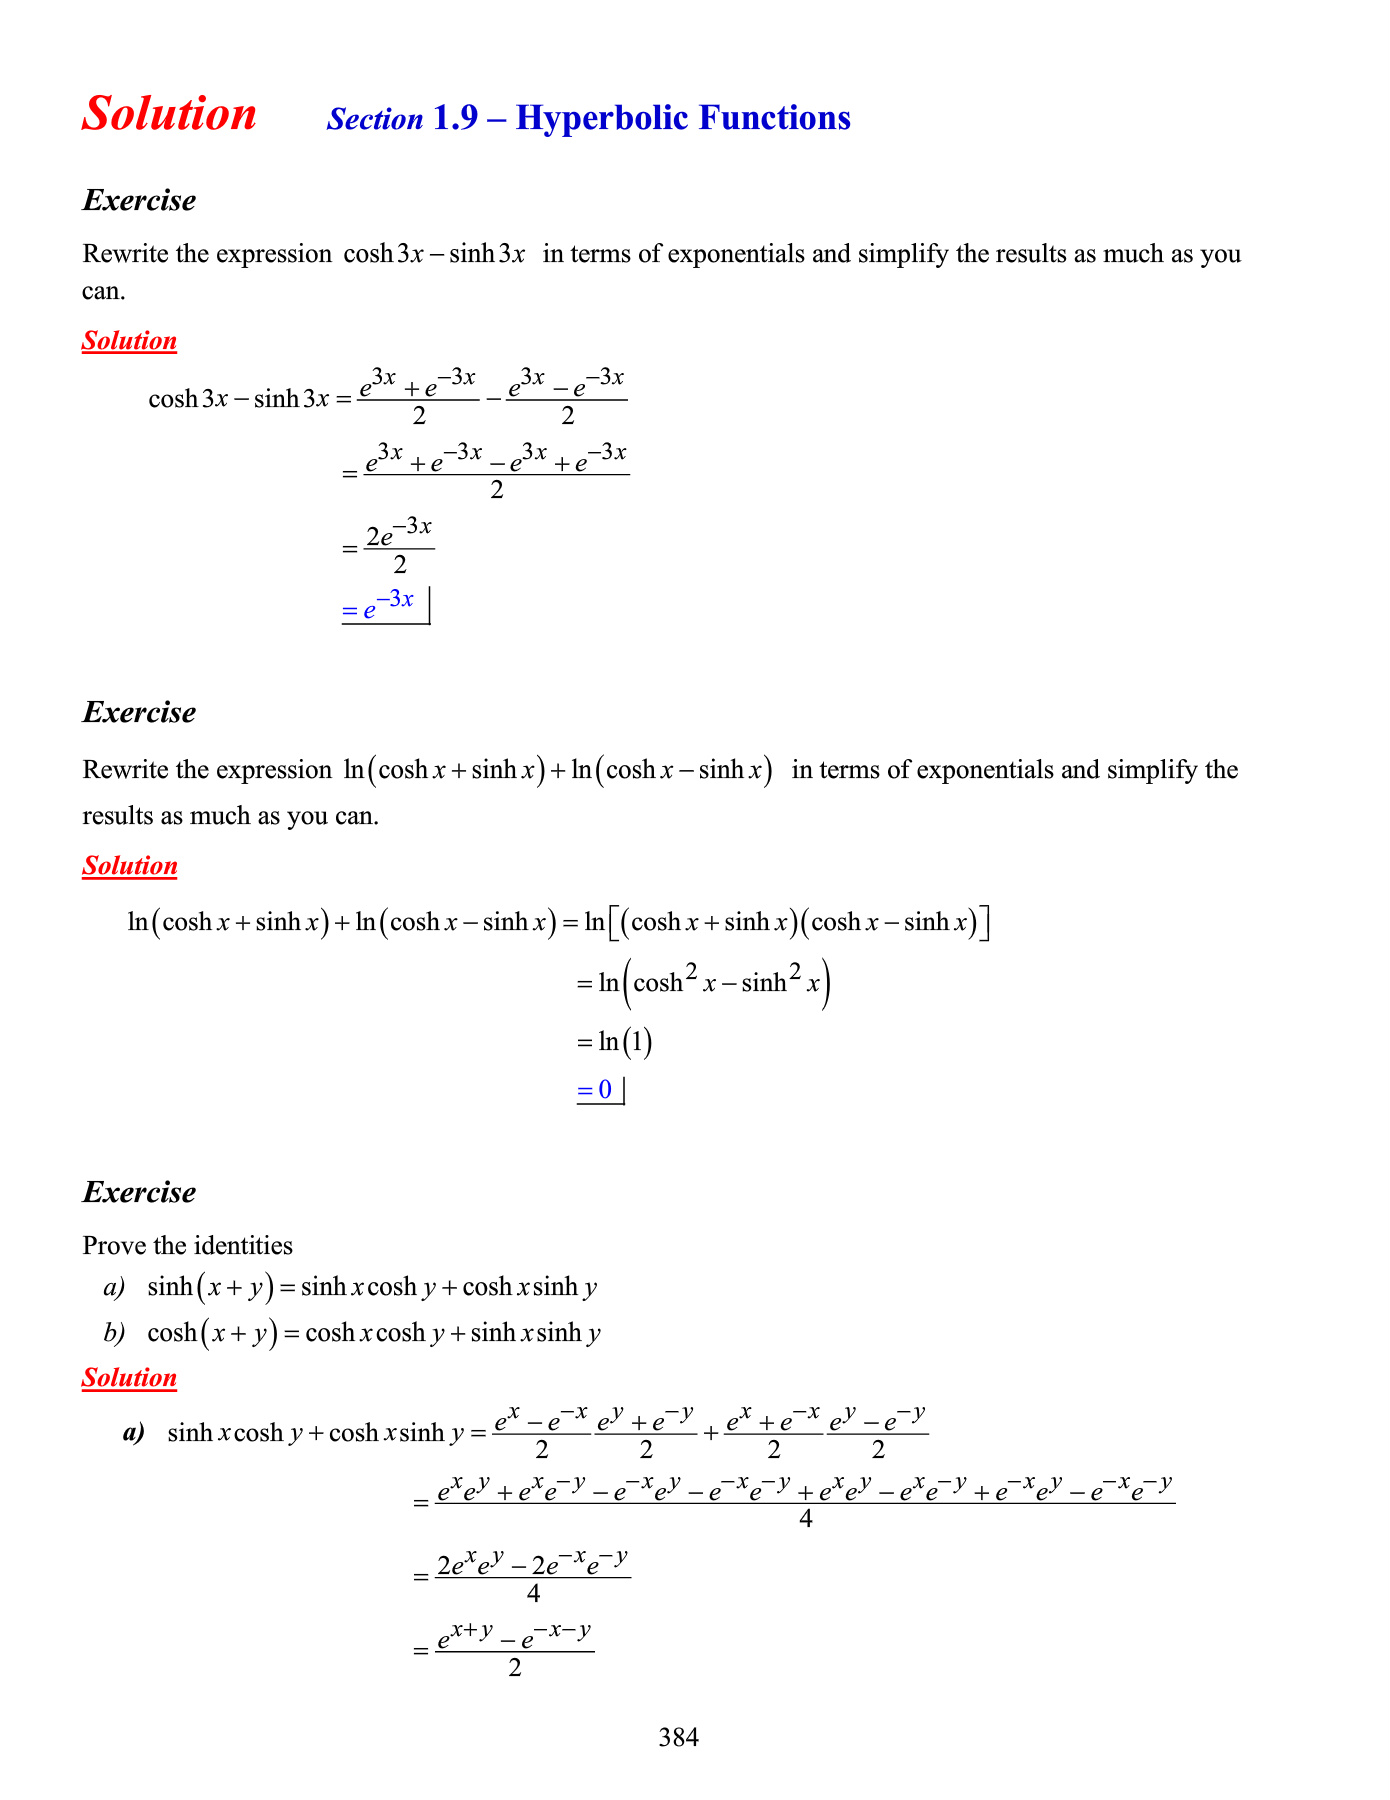 Solution Section 1.9 – Hyperbolic Functions
Exercise
Rewrite the expression cosh 3x − sinh 3x in terms of exponentials and simplify the results as much as you
can.
Solution
cosh 3x − sinh 3x = \frac{e^{3x} + e^{-3x}}{2} − \frac{e^{3x} − e^{-3x}}{2}
= \frac{e^{3x} + e^{-3x} − e^{3x} + e^{-3x}}{2}
= \frac{2e^{-3x}}{2}
= e^{-3x}
Exercise
Rewrite the expression ln(cosh x + sinh x) + ln(cosh x − sinh x) in terms of exponentials and simplify the
results as much as you can.
Solution
ln(cosh x + sinh x) + ln(cosh x − sinh x) = ln[(cosh x + sinh x)(cosh x − sinh x)]
= ln(cosh² x − sinh² x)
= ln(1)
= 0
Exercise
Prove the identities
a) sinh(x + y) = sinh x cosh y + cosh x sinh y
b) cosh(x + y) = cosh x cosh y + sinh x sinh y
Solution
a) sinh x cosh y + cosh x sinh y = \frac{e^x − e^{-x}}{2} \frac{e^y + e^{-y}}{2} + \frac{e^x + e^{-x}}{2} \frac{e^y − e^{-y}}{2}
= \frac{e^x e^y + e^x e^{-y} − e^{-x} e^y − e^{-x} e^{-y} + e^x e^y − e^x e^{-y} + e^{-x} e^y − e^{-x} e^{-y}}{4}
= \frac{2e^x e^y − 2e^{-x} e^{-y}}{4}
= \frac{e^{x+y} − e^{-x-y}}{2}
384